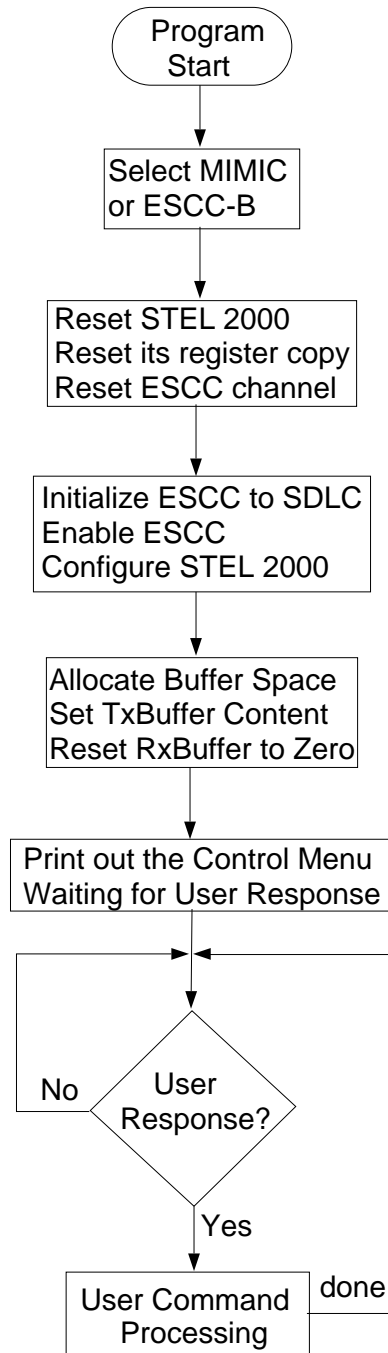 Program
Start
Select MIMIC
or ESCC-B
Reset STEL 2000
Reset its register copy
Reset ESCC channel
Initialize ESCC to SDLC
Enable ESCC
Configure STEL 2000
Allocate Buffer Space
Set TxBuffer Content
Reset RxBuffer to Zero
Print out the Control Menu
Waiting for User Response
No
User
Response?
Yes
User Command
Processing
done